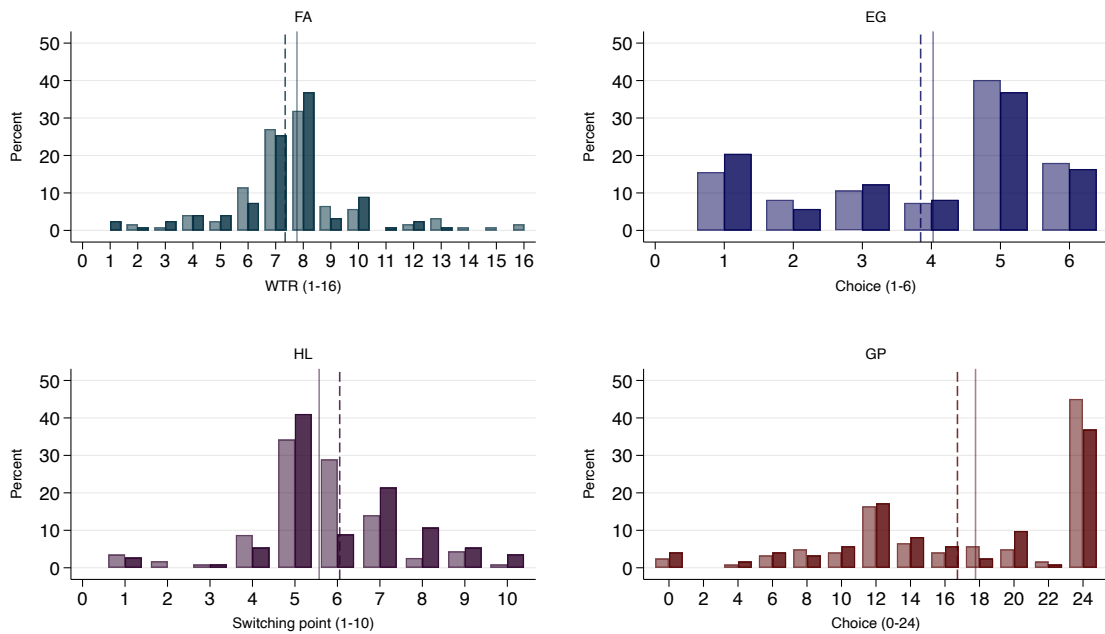 FA
50
40
30
20
10
0
Percent
0 1 2 3 4 5 6 7 8 9 10 11 12 13 14 15 16
WTR (1-16)
EG
50
40
30
20
10
0
Percent
0 1 2 3 4 5 6
Choice (1-6)
HL
50
40
30
20
10
0
Percent
0 1 2 3 4 5 6 7 8 9 10
Switching point (1-10)
GP
50
40
30
20
10
0
Percent
0 2 4 6 8 10 12 14 16 18 20 22 24
Choice (0-24)